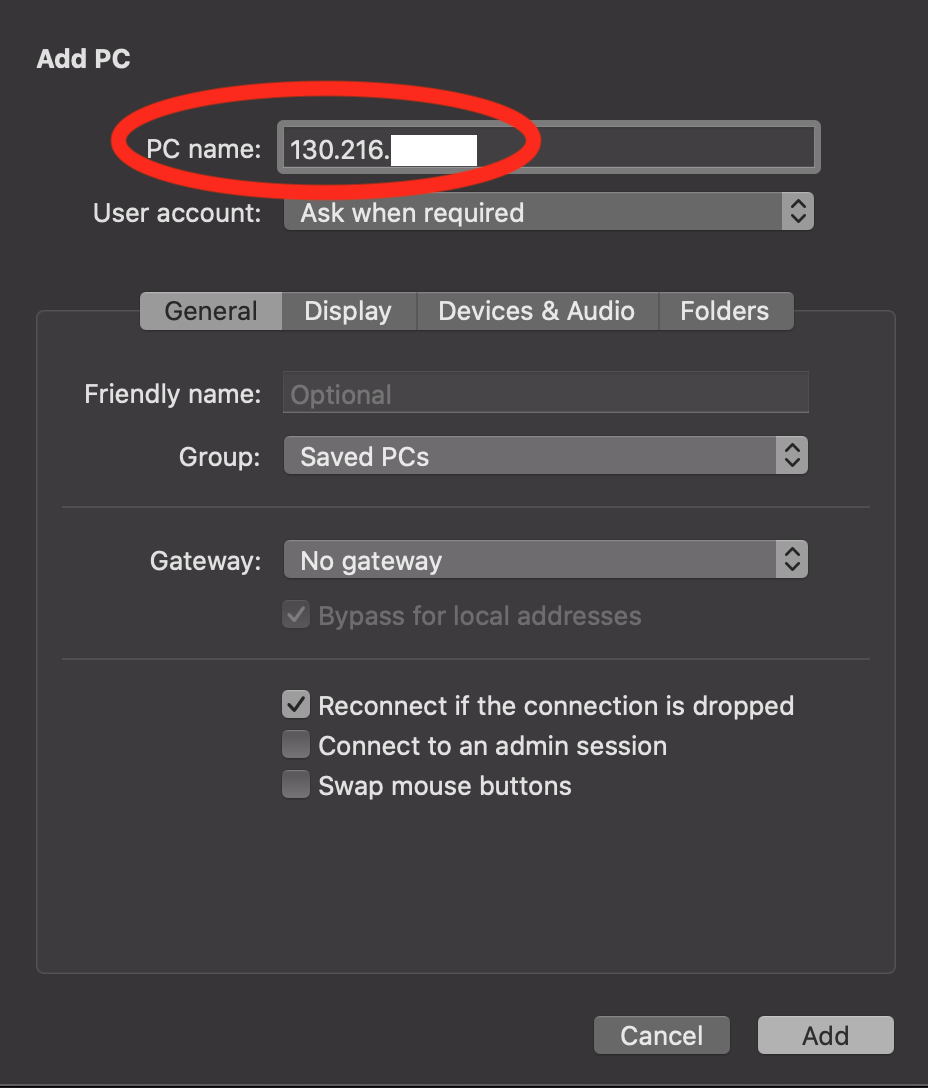 Add PC
PC name: 130.216.
User account: Ask when required
General Display Devices & Audio Folders
Friendly name: Optional
Group: Saved PCs
Gateway: No gateway
Bypass for local addresses
Reconnect if the connection is dropped
Connect to an admin session
Swap mouse buttons
Cancel Add